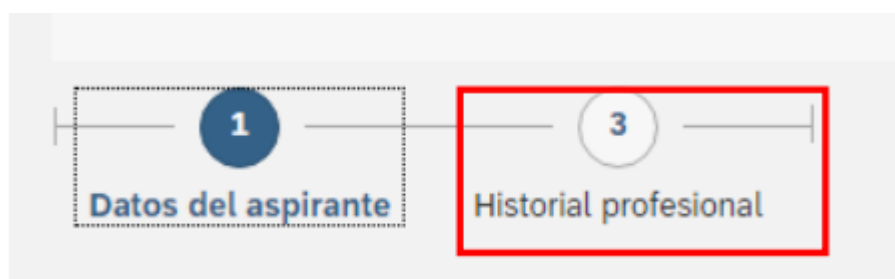 1
3
Datos del aspirante
Historial profesional